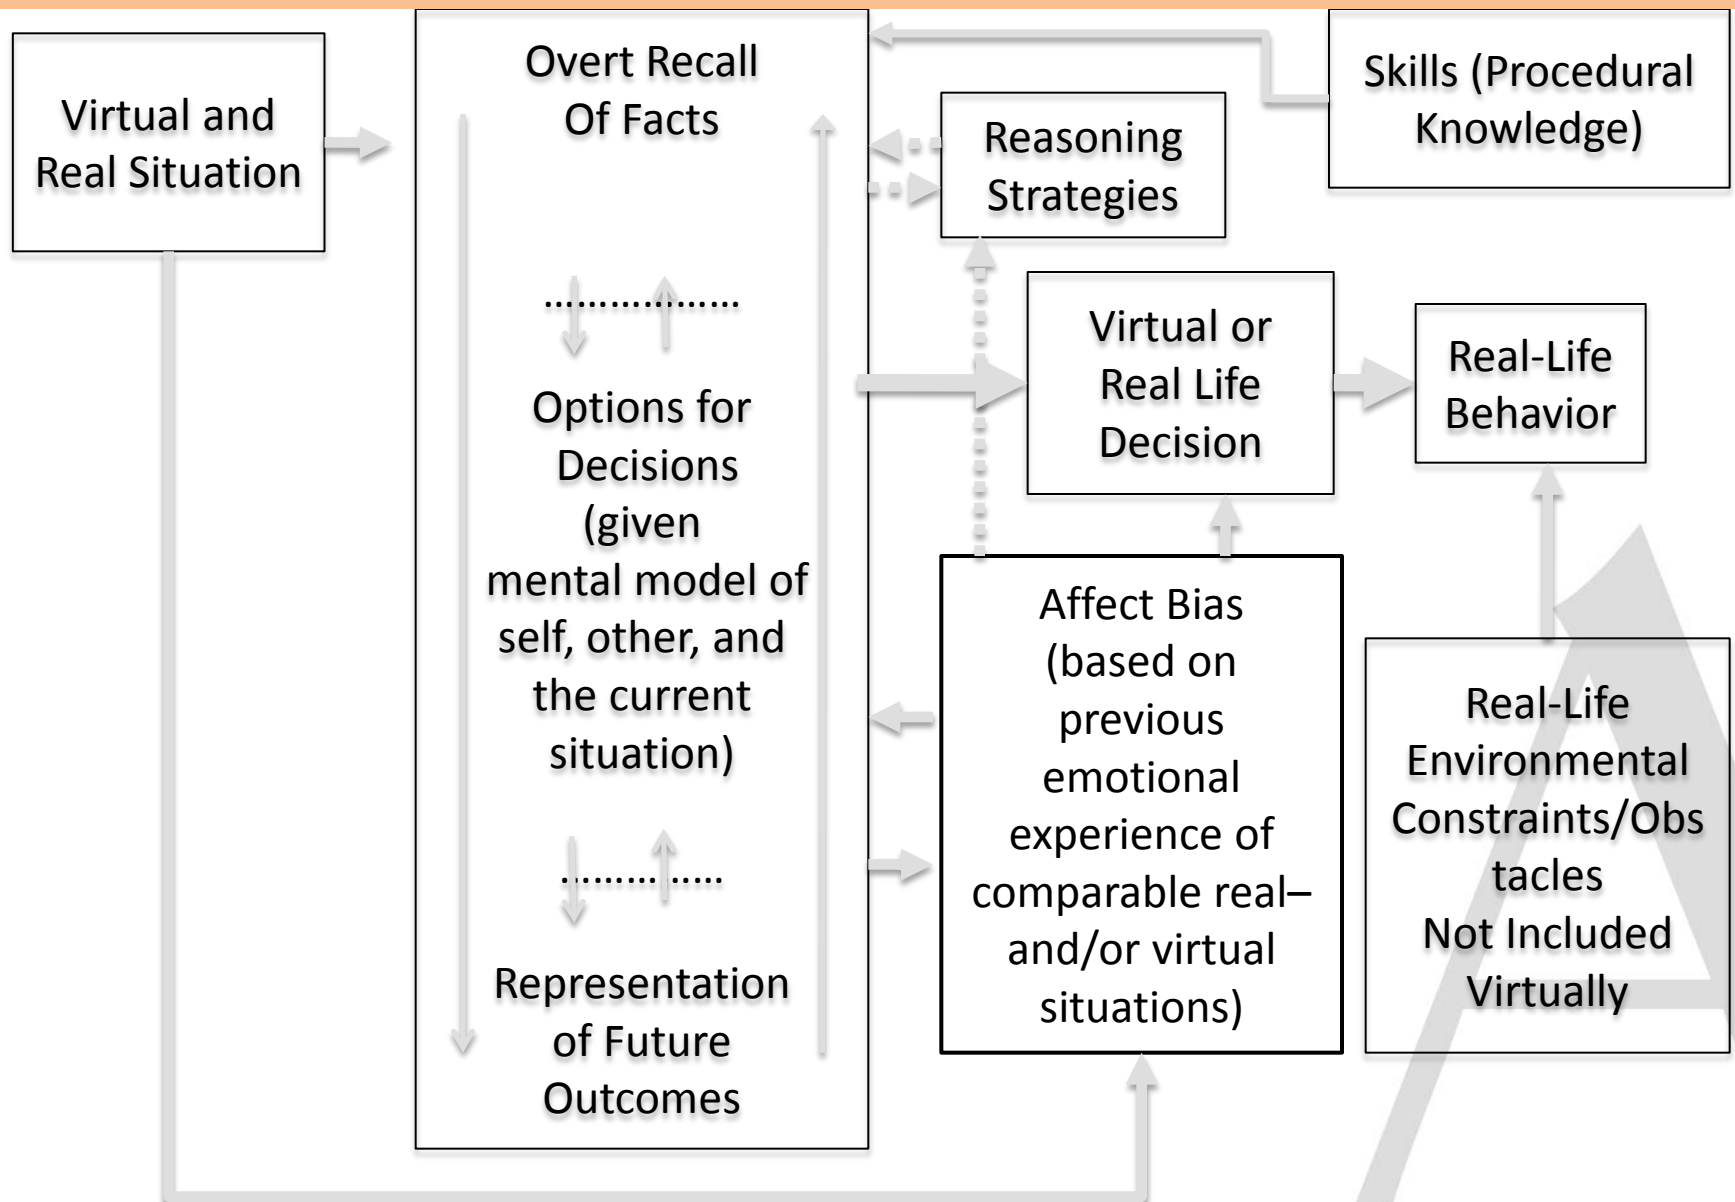 Virtual and
Real Situation
Overt Recall
Of Facts
………………
Options for
Decisions
(given
mental model of
self, other, and
the current
situation)
……………
Representation
of Future
Outcomes
Reasoning
Strategies
Skills (Procedural
Knowledge)
Virtual or
Real Life
Decision
Real-Life
Behavior
Affect Bias
(based on
previous
emotional
experience of
comparable real–
and/or virtual
situations)
Real-Life
Environmental
Constraints/Obs
tacles
Not Included
Virtually